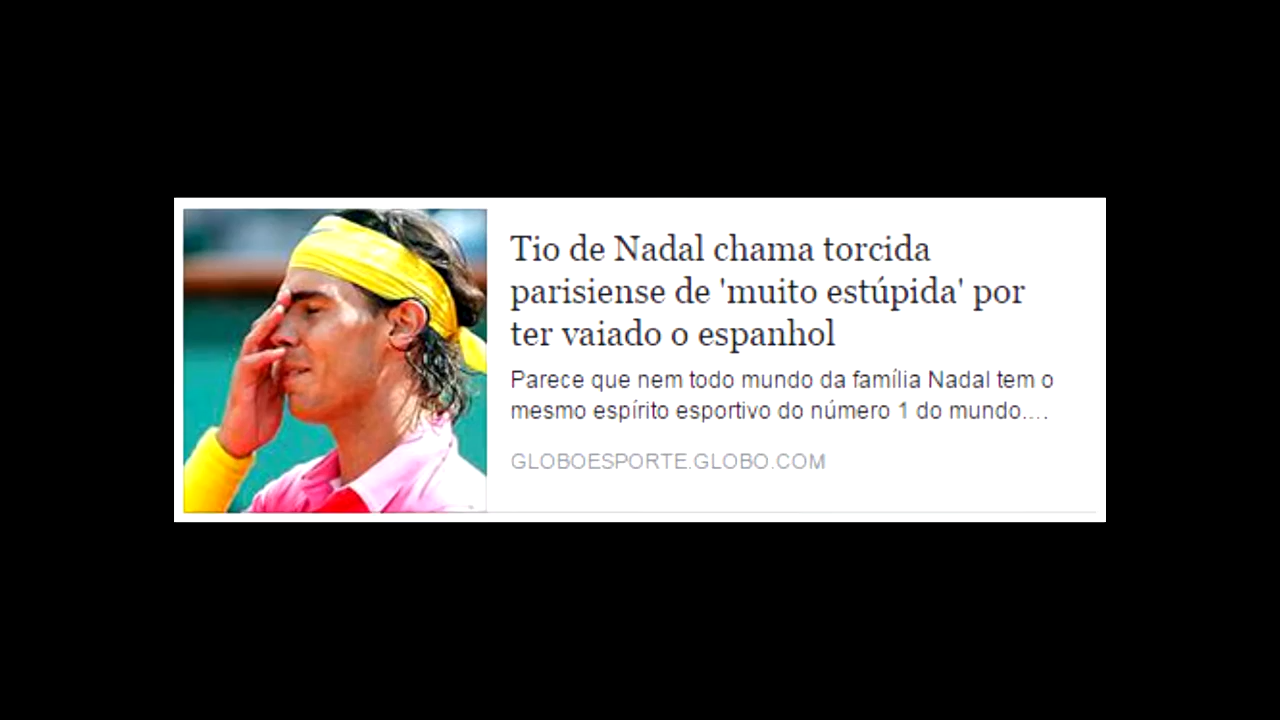 Tio de Nadal chama torcida
parisiense de 'muito estúpida' por
ter vaiado o espanhol
Parece que nem todo mundo da família Nadal tem o
mesmo espírito esportivo do número 1 do mundo....
GLOBOESPORTE.GLOBO.COM